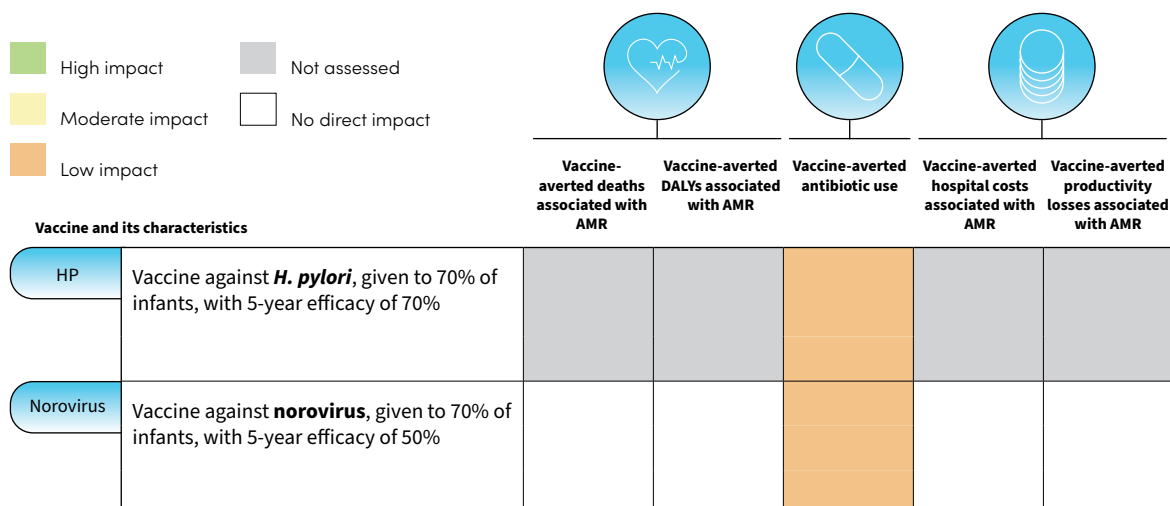 High impact
Not assessed
Moderate impact
No direct impact
Low impact
Vaccine-
averted deaths
associated with
AMR
Vaccine-averted
DALYs associated
with AMR
Vaccine-averted
antibiotic use
Vaccine-averted
hospital costs
associated with
AMR
Vaccine-averted
productivity
losses associated
with AMR
Vaccine and its characteristics
HP
Vaccine against H. pylori, given to 70% of
infants, with 5-year efficacy of 70%
Norovirus
Vaccine against norovirus, given to 70% of
infants, with 5-year efficacy of 50%